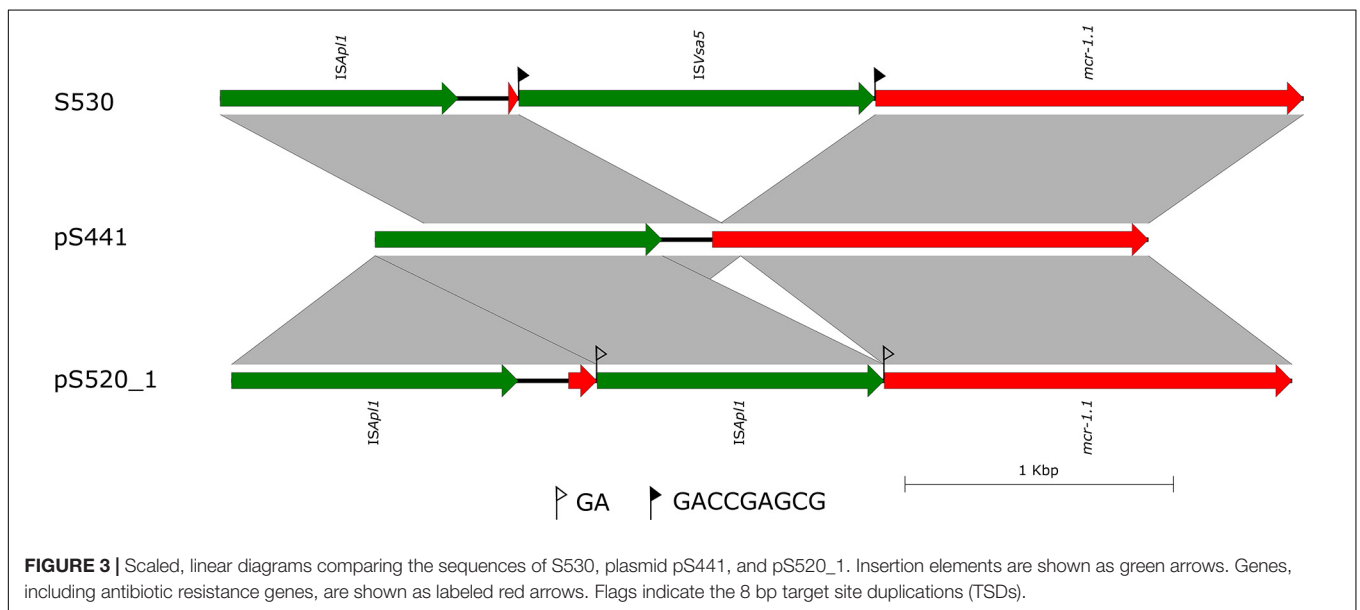 ISApl1
ISVsa5
mcr-1.1
S530
pS441
pS520_1
ISApl1
ISApl1
mcr-1.1
1 Kbp
GA
GACCGAGCG
FIGURE 3 | Scaled, linear diagrams comparing the sequences of S530, plasmid pS441, and pS520_1. Insertion elements are shown as green arrows. Genes,
including antibiotic resistance genes, are shown as labeled red arrows. Flags indicate the 8 bp target site duplications (TSDs).